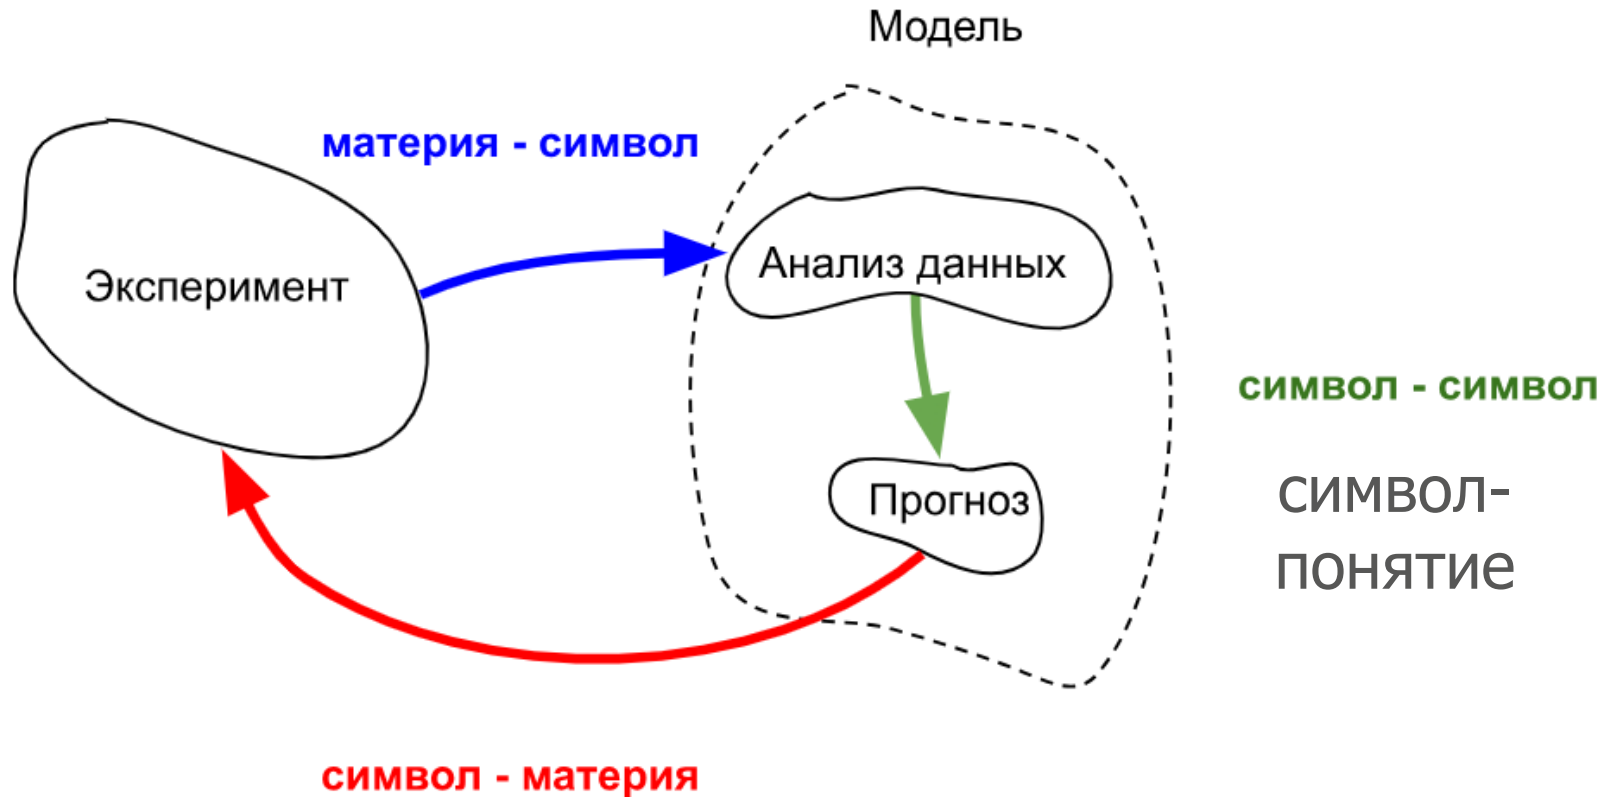 Модель
материя - символ
Эксперимент
Анализ данных
символ - символ
Прогноз
символ-
понятие
символ - материя